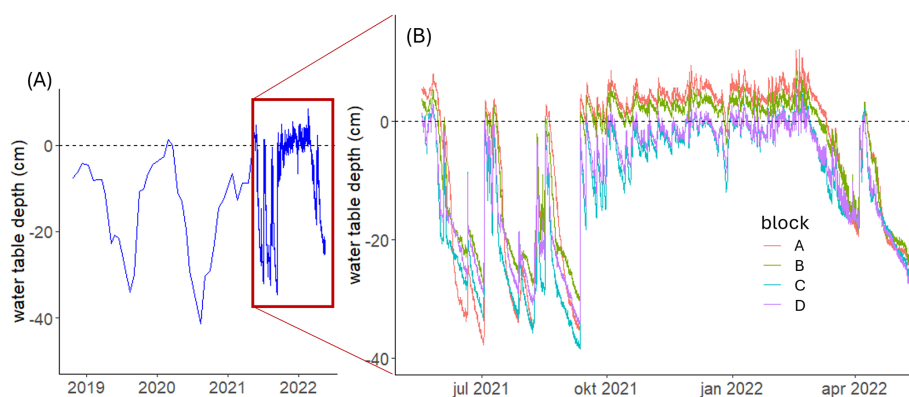 (A)
water table depth (cm)
0
-20
-40
2019
2020
2021
2022
(B)
water table depth (cm)
0
-20
-40
jul 2021
okt 2021
jan 2022
apr 2022
block
A
B
C
D